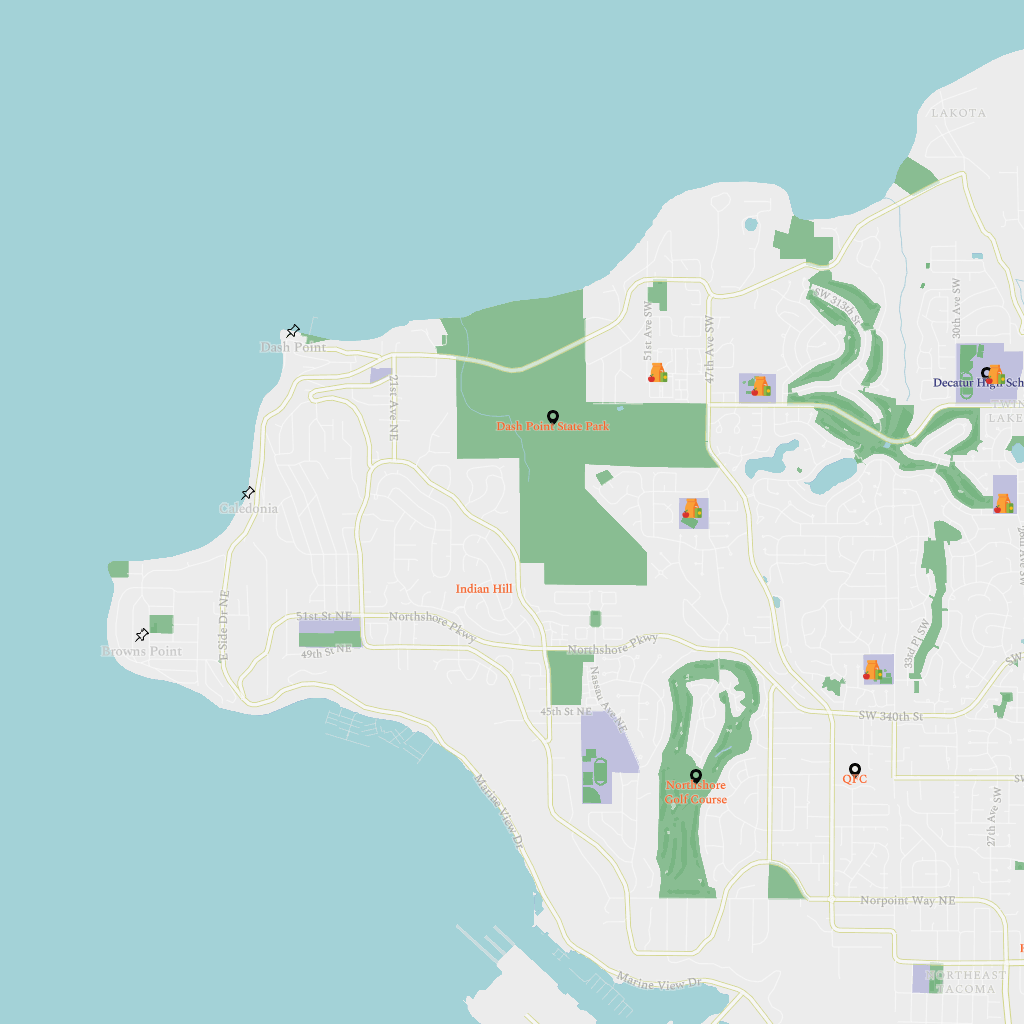 LAKOTA
SW 313th St
30th Ave SW
51st Ave SW
47th Ave SW
Dash Point
21st Ave NE
Decatur High Sch
TWIN
LAKE
Dash Point State Park
Caledonia
Indian Hill
E Side Dr NE
51st St NE
Northshore Pkwy
49th St NE
Northshore Pkwy
Browns Point
33rd Pl SW
SW
Nassau Ave NE
45th St NE
SW 340th St
QFC
SW
Northshore
Golf Course
Marine View Dr
27th Ave SW
Norpoint Way NE
Marine View Dr
NORTHEAST
TACOMA